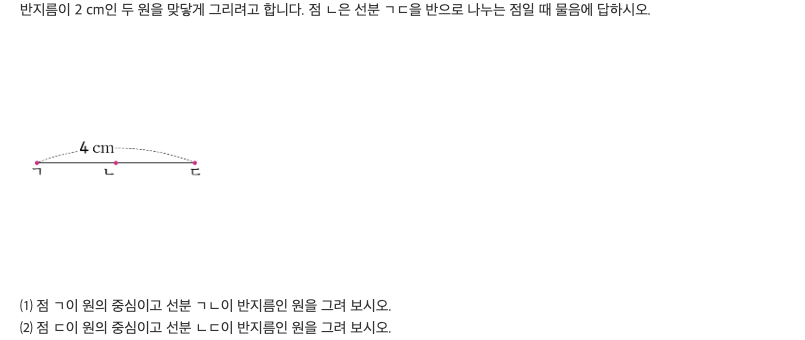 반지름이 2 cm인 두 원을 맞닿게 그리려고 합니다. 점 ㄴ은 선분 ㄱㄷ을 반으로 나누는 점일 때 물음에 답하시오.
4 cm
ㄱ ㄴ ㄷ
(1) 점 ㄱ이 원의 중심이고 선분 ㄱㄴ이 반지름인 원을 그려 보시오.
(2) 점 ㄷ이 원의 중심이고 선분 ㄴㄷ이 반지름인 원을 그려 보시오.